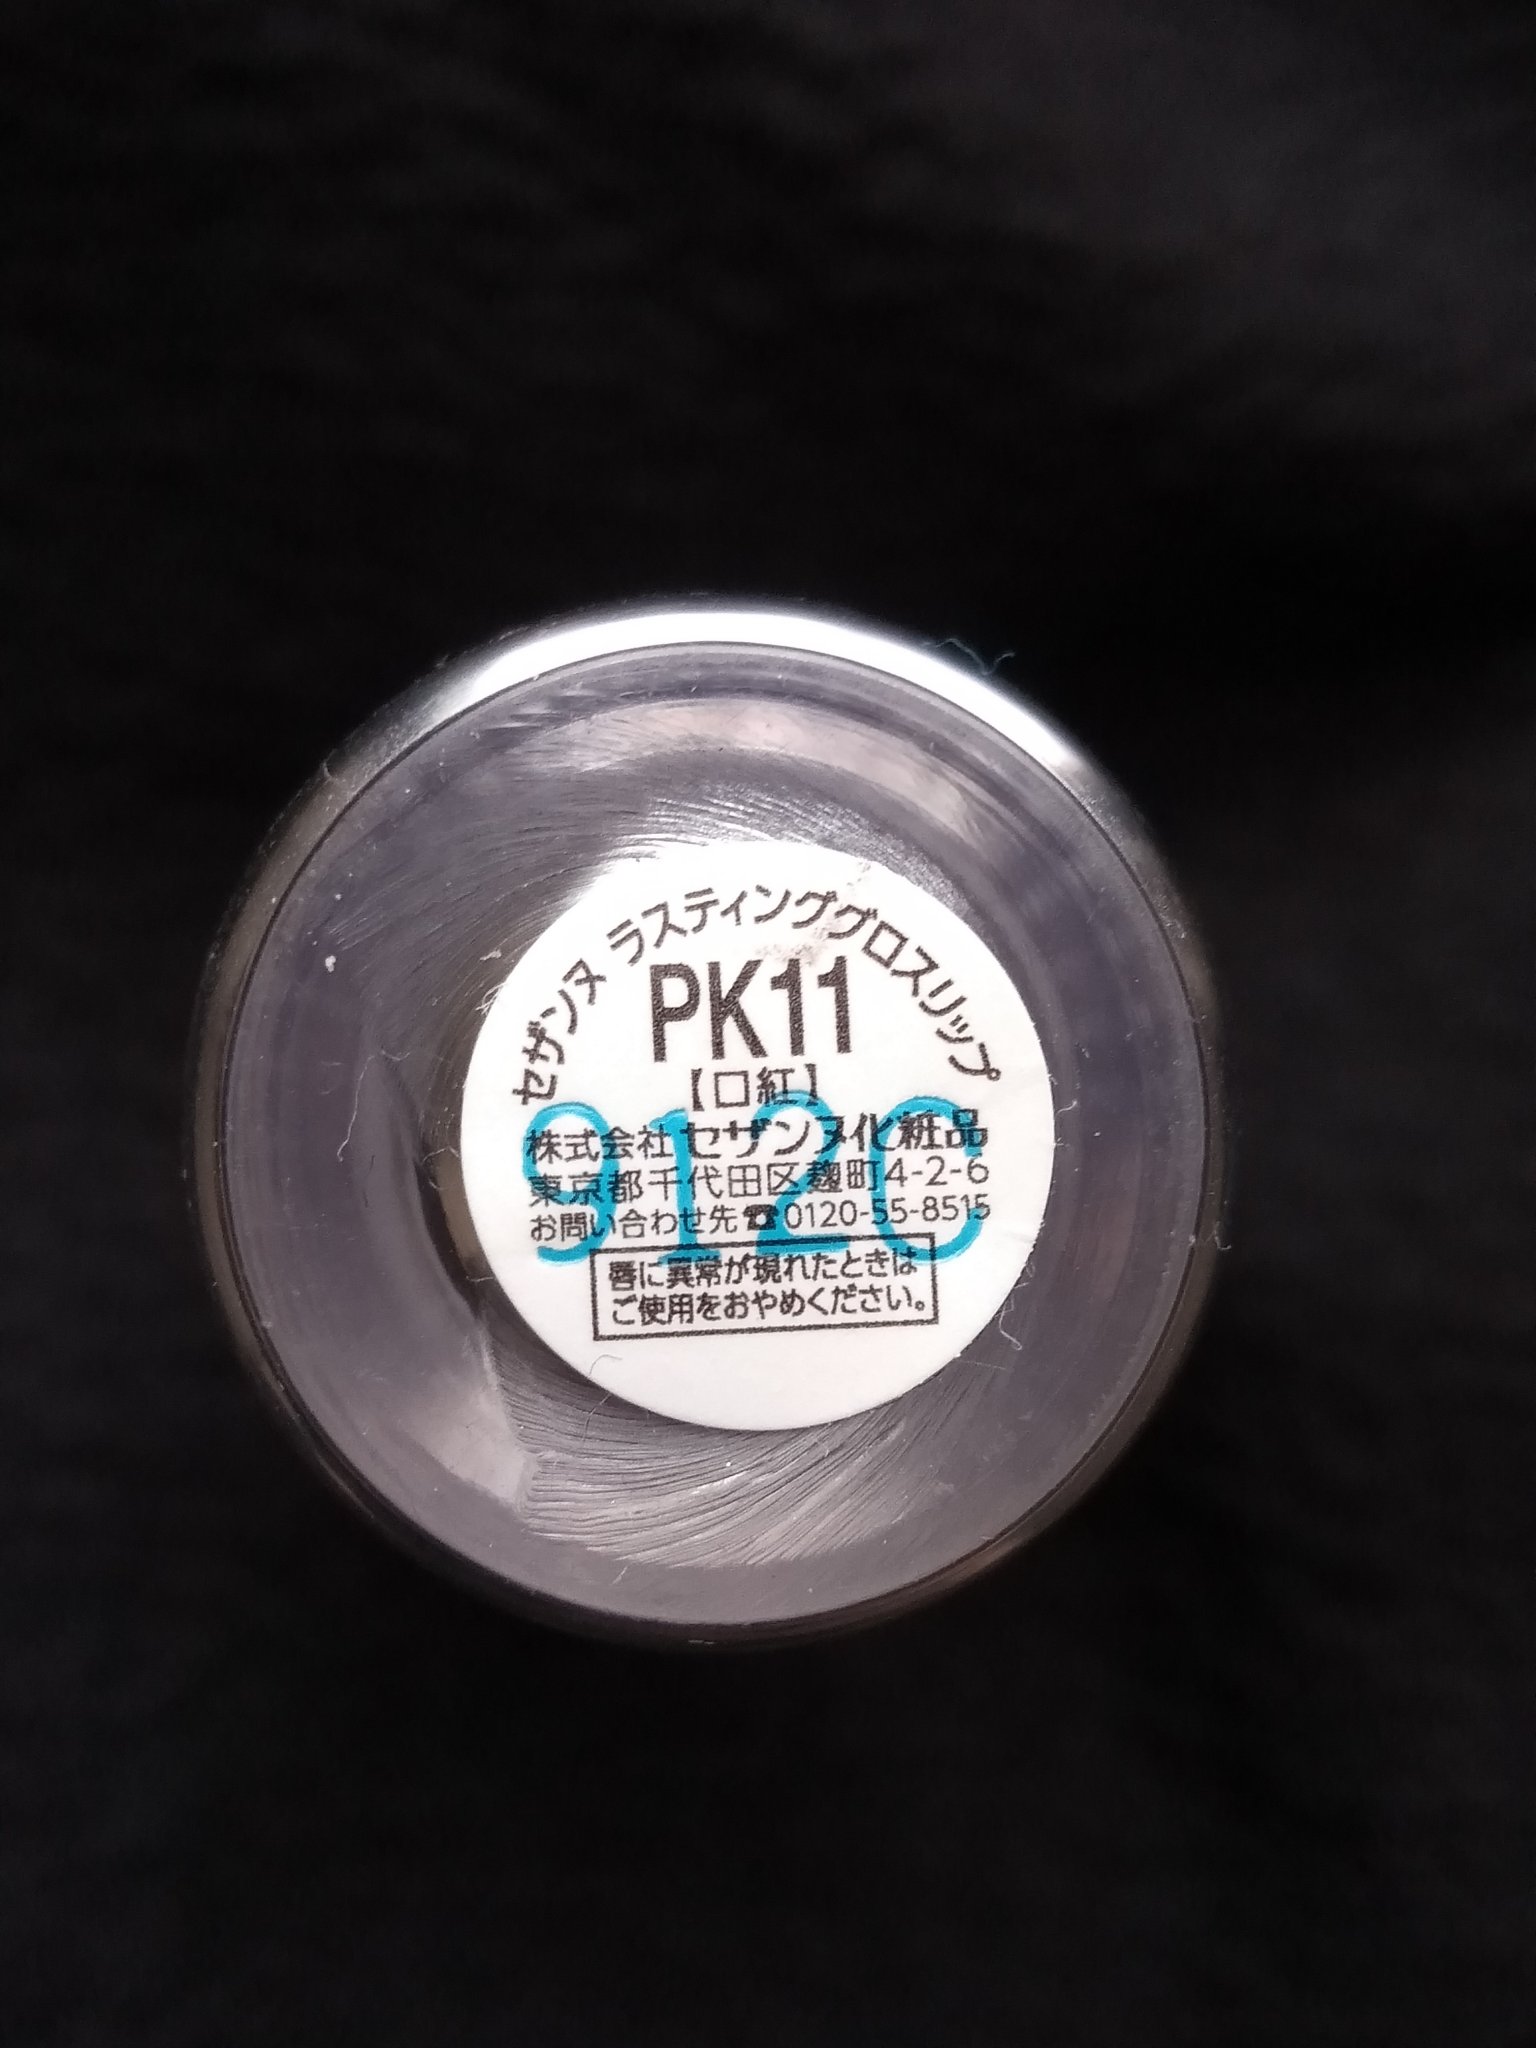 セザンヌ ラスティンググロスリップ
PK11
【口紅】
912C
株式会社 セザンヌ化粧品
東京都千代田区麹町4-2-6
お問い合わせ先☎0120-55-8515
唇に異常が現れたときは
ご使用をおやめください。